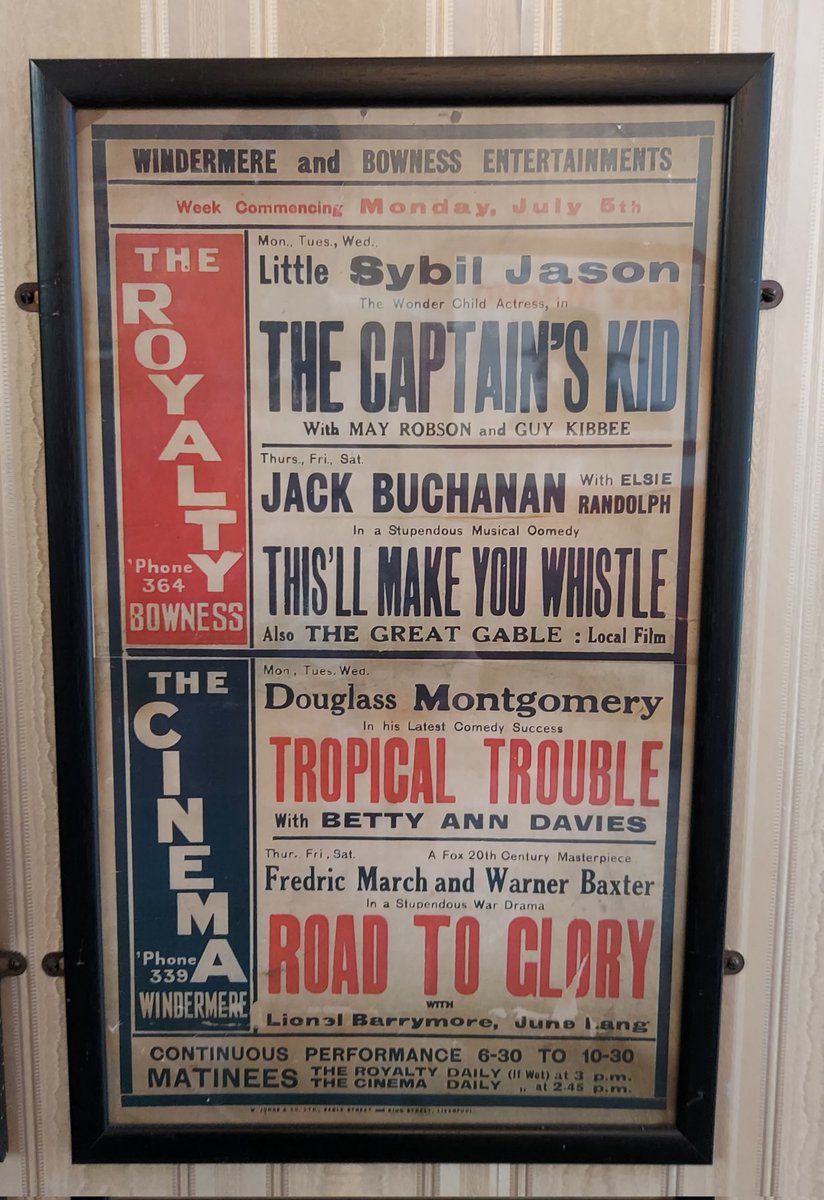 WINDERMERE and BOWNESS ENTERTAINMENTS
Week Commencing Monday, July 5th
THE ROYALTY
'Phone 364
BOWNESS
Mon., Tues., Wed.,
Little Sybil Jason
The Wonder Child Actress, in
THE CAPTAIN'S KID
With MAY ROBSON and GUY KIBBEE
Thurs., Fri., Sat.
JACK BUCHANAN With ELSIE RANDOLPH
In a Stupendous Musical Oomedy
THIS'LL MAKE YOU WHISTLE
Also THE GREAT GABLE : Local Film
THE CINEMA
'Phone 339
WINDERMERE
Mon, Tues. Wed.
Douglass Montgomery
In his Latest Comedy Success
TROPICAL TROUBLE
With BETTY ANN DAVIES
Thur. Fri, Sat. A Fox 20th Century Masterpiece
Fredric March and Warner Baxter
In a Stupendous War Drama
ROAD TO GLORY
WITH
Lionel Barrymore, June Lang
CONTINUOUS PERFORMANCE 6-30 TO 10-30
MATINEES THE ROYALTY DAILY (If Wet) at 3 p.m.
THE CINEMA DAILY ,, at 2-45 p.m.